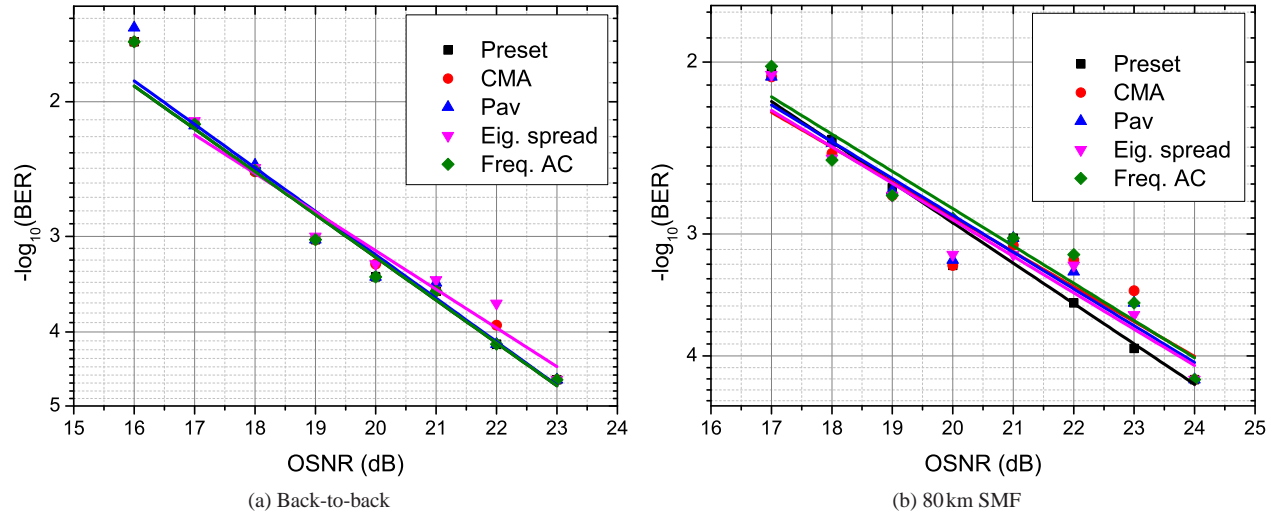 Preset
CMA
Pav
Eig. spread
Freq. AC
2
3
4
5
-log10(BER)
15 16 17 18 19 20 21 22 23 24
OSNR (dB)
(a) Back-to-back
Preset
CMA
Pav
Eig. spread
Freq. AC
2
3
4
-log10(BER)
16 17 18 19 20 21 22 23 24 25
OSNR (dB)
(b) 80 km SMF